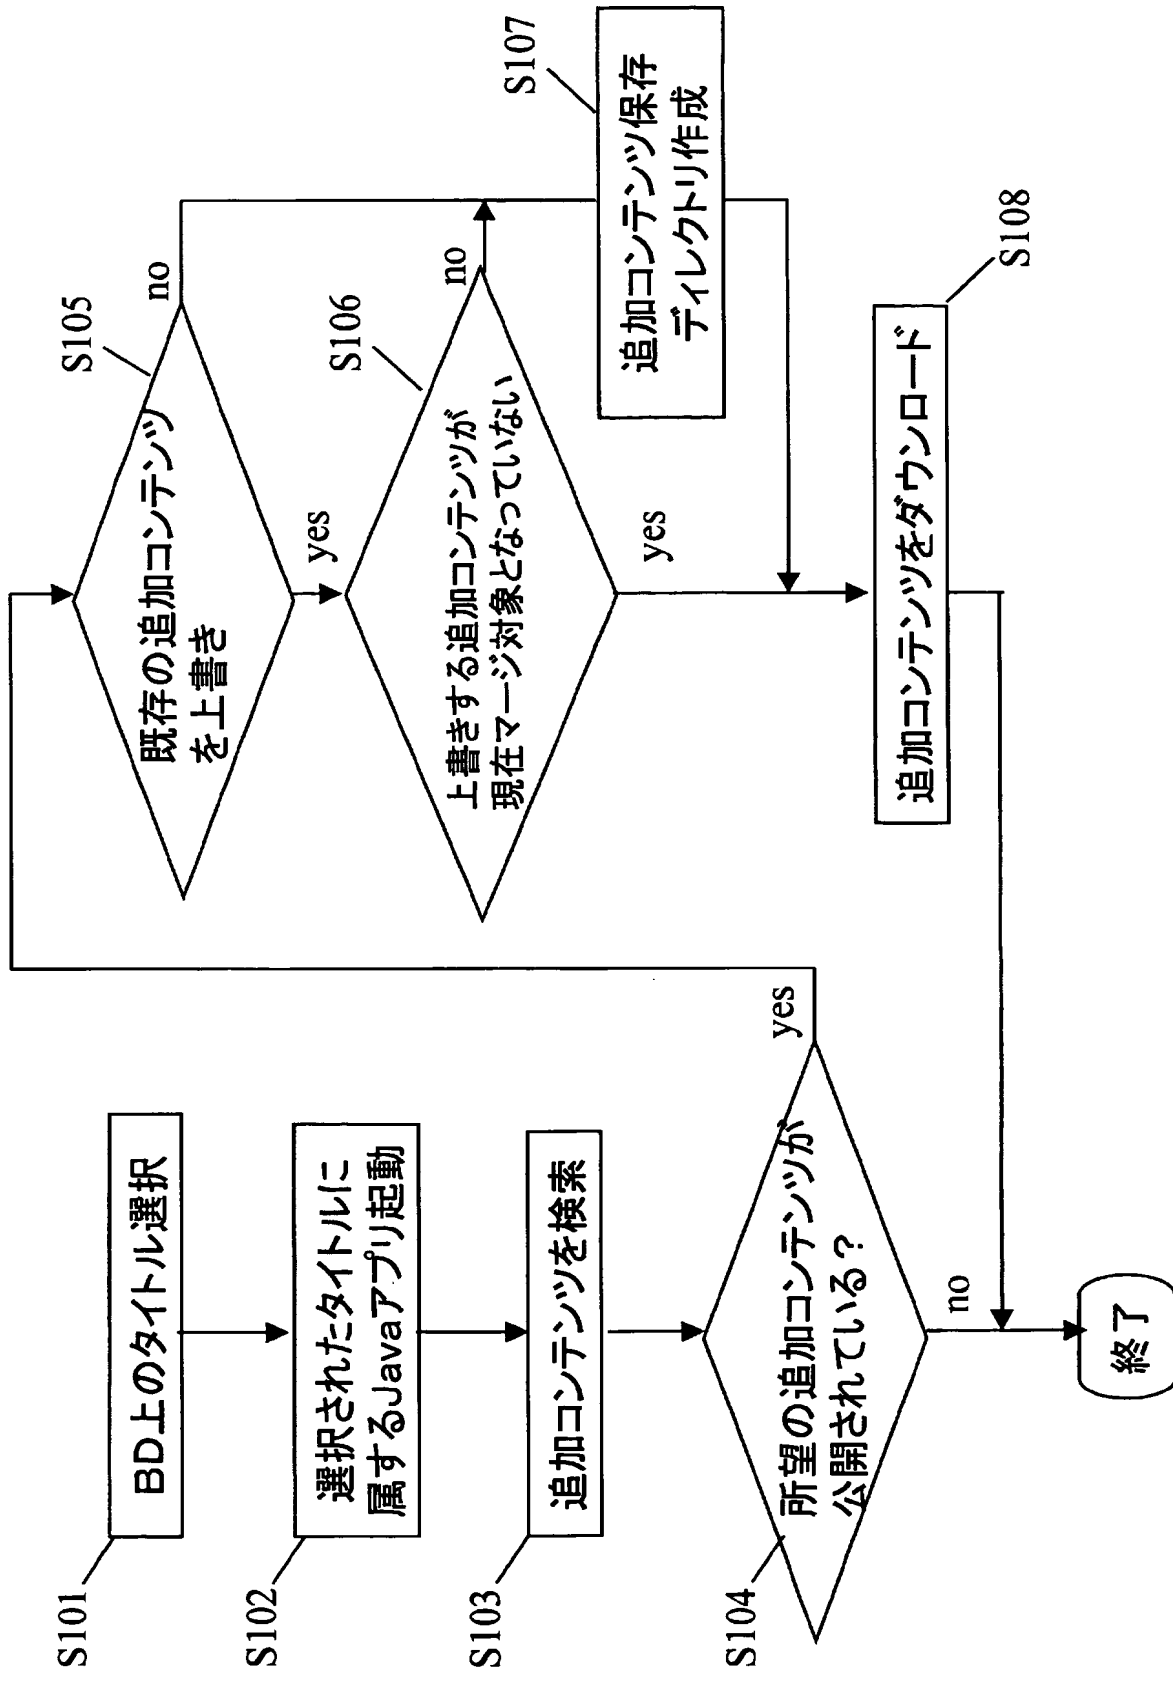 S101
BD上のタイトル選択
S102
選択されたタイトルに
属するJavaアプリ起動
S103
追加コンテンツを検索
S104
所望の追加コンテンツが
公開されている？
yes
no
終了
S105
既存の追加コンテンツ
を上書き
no
yes
S106
上書きする追加コンテンツが
現在マージ対象となっていない
no
yes
S107
追加コンテンツ保存
ディレクトリ作成
S108
追加コンテンツをダウンロード